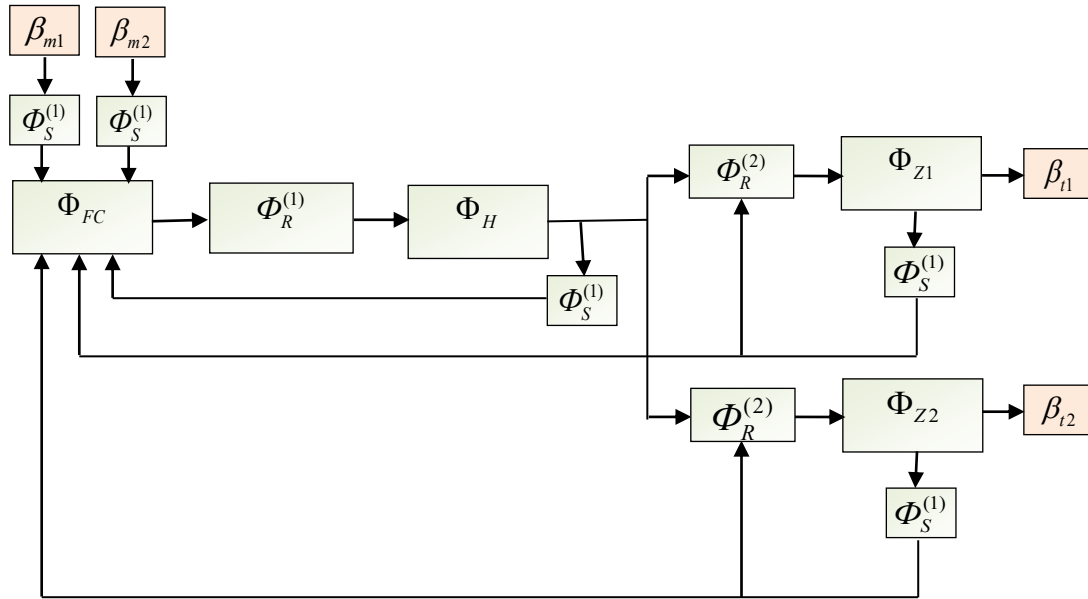 β_{m1}
β_{m2}
Φ_S^{(1)}
Φ_S^{(1)}
Φ_{FC}
Φ_R^{(1)}
Φ_H
Φ_S^{(1)}
Φ_R^{(2)}
Φ_{Z1}
β_{t1}
Φ_S^{(1)}
Φ_R^{(2)}
Φ_{Z2}
β_{t2}
Φ_S^{(1)}